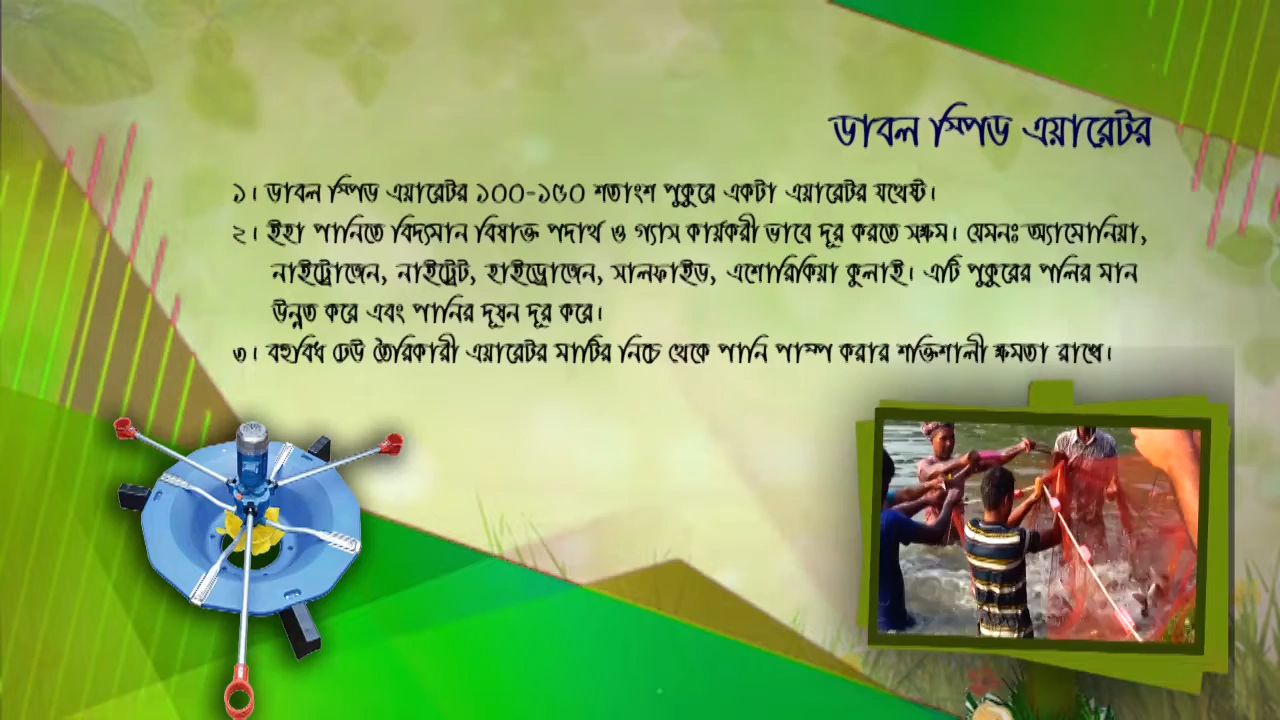 ডাবল স্পিড এয়ারেটর
১। ডাবল স্পিড এয়ারেটর ১০০-১৫০ শতাংশ পুকুরে একটা এয়ারেটর যথেষ্ট।
২। ইহা পানিতে বিদ্যমান বিষাক্ত পদার্থ ও গ্যাস কার্যকরী ভাবে দূর করতে সক্ষম। যেমনঃ অ্যামোনিয়া,
নাইট্রোজেন, নাইট্রেট, হাইড্রোজেন, সালফাইড, এশোরিকিয়া কুলাই। এটি পুকুরের পলির মান
উন্নত করে এবং পানির দূষন দূর করে।
৩। বহুবিধ ঢেউ তৈরিকারী এয়ারেটর মাটির নিচে থেকে পানি পাম্প করার শক্তিশালী ক্ষমতা রাখে।